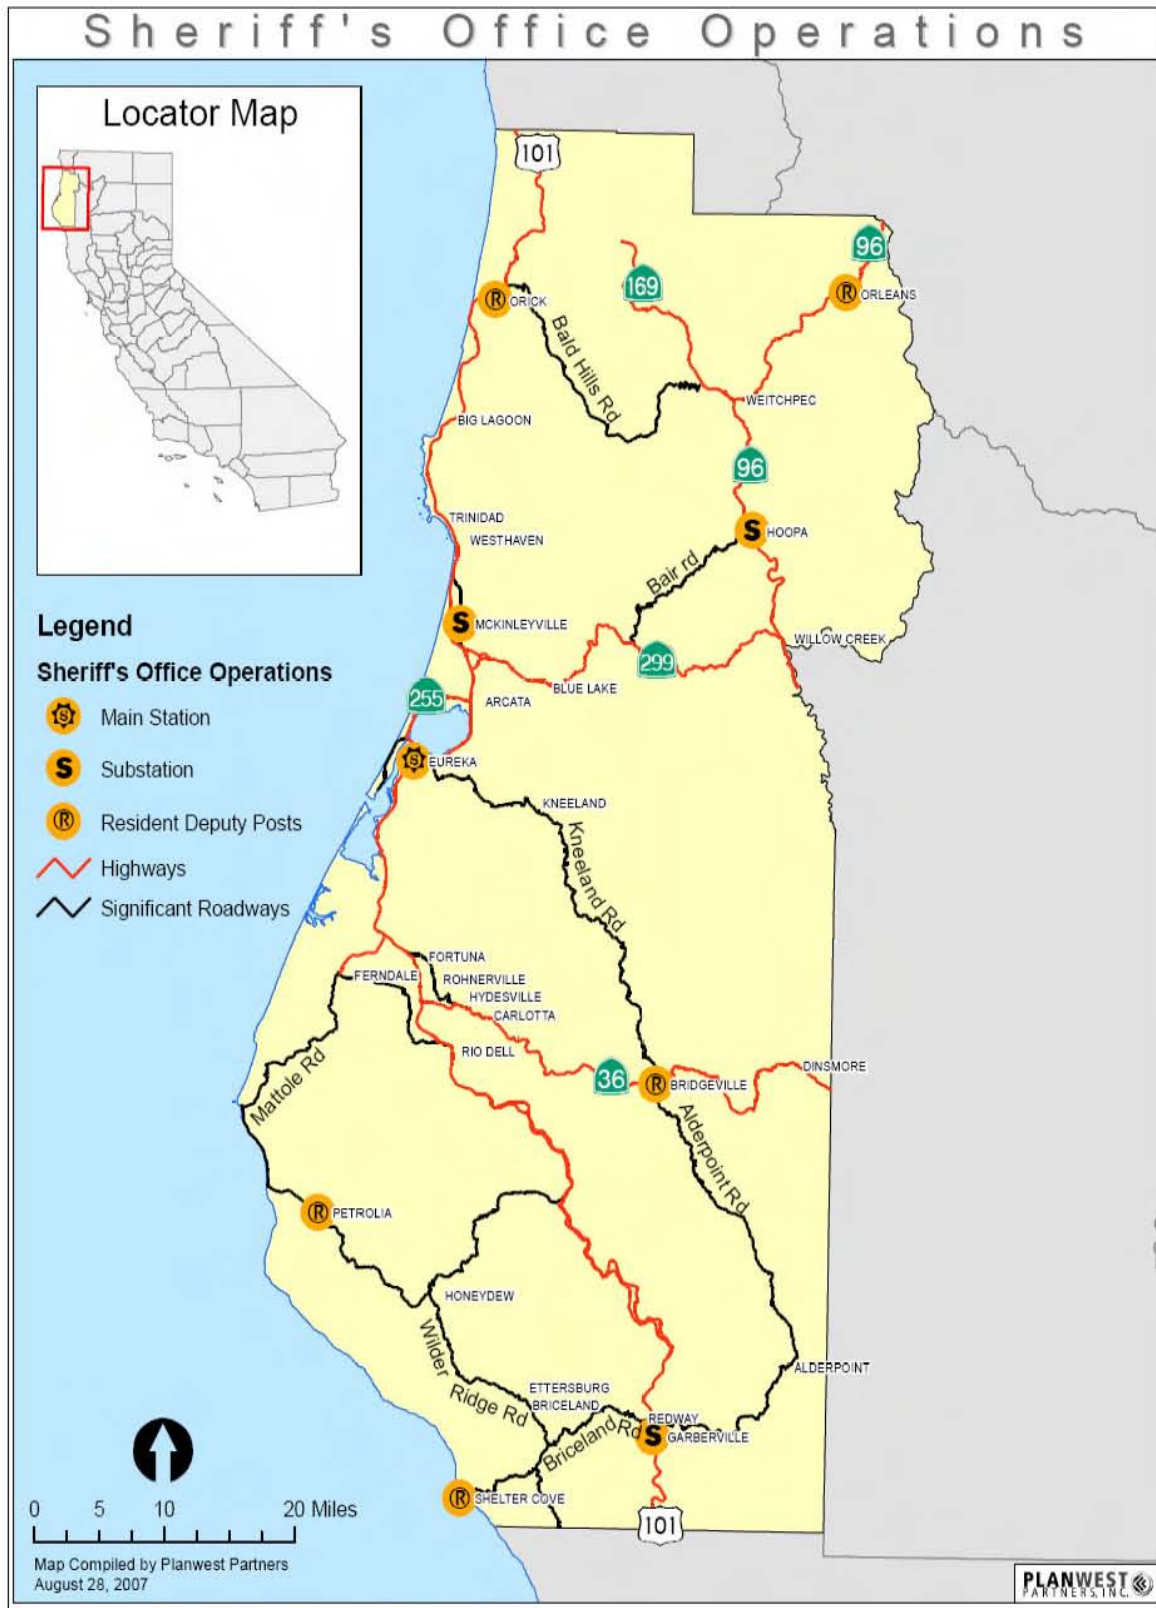 Sheriff's Office Operations
Locator Map
Legend
Sheriff's Office Operations
S Main Station
S Substation
R Resident Deputy Posts
Highways
Significant Roadways
101
96
169
R ORICK
R ORLEANS
Bald Hills Rd
WEITCHPEC
BIG LAGOON
96
TRINIDAD
WESTHAVEN
S HOOPA
Bair rd
S MCKINLEYVILLE
WILLOW CREEK
299
BLUE LAKE
255
ARCATA
S EUREKA
KNEELAND
Kneeland Rd
FORTUNA
FERNDALE
ROHNERVILLE
HYDESVILLE
CARLOTTA
RIO DELL
DINSMORE
36
R BRIDGEVILLE
Mattole Rd
Alderpoint Rd
R PETROLIA
HONEYDEW
Wilder Ridge Rd
ALDERPOINT
ETTERSBURG
BRICELAND
REDWAY
Briceland Rd
S GARBERVILLE
R SHELTER COVE
101
0 5 10 20 Miles
Map Compiled by Planwest Partners
August 28, 2007
PLANWEST
PARTNERS, INC.